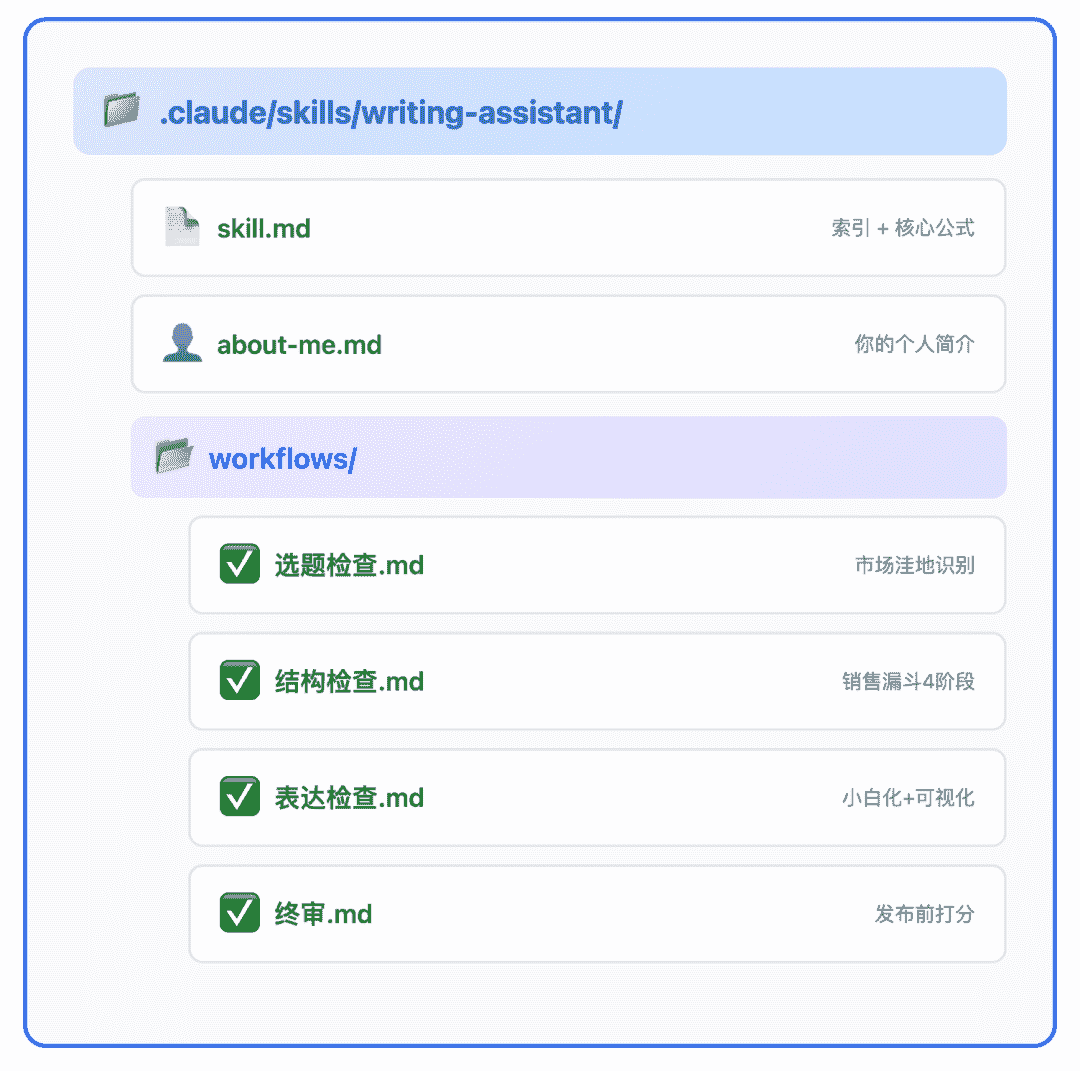 .claude/skills/writing-assistant/
skill.md 索引 + 核心公式
about-me.md 你的个人简介
workflows/
选题检查.md 市场洼地识别
结构检查.md 销售漏斗4阶段
表达检查.md 小白化+可视化
终审.md 发布前打分